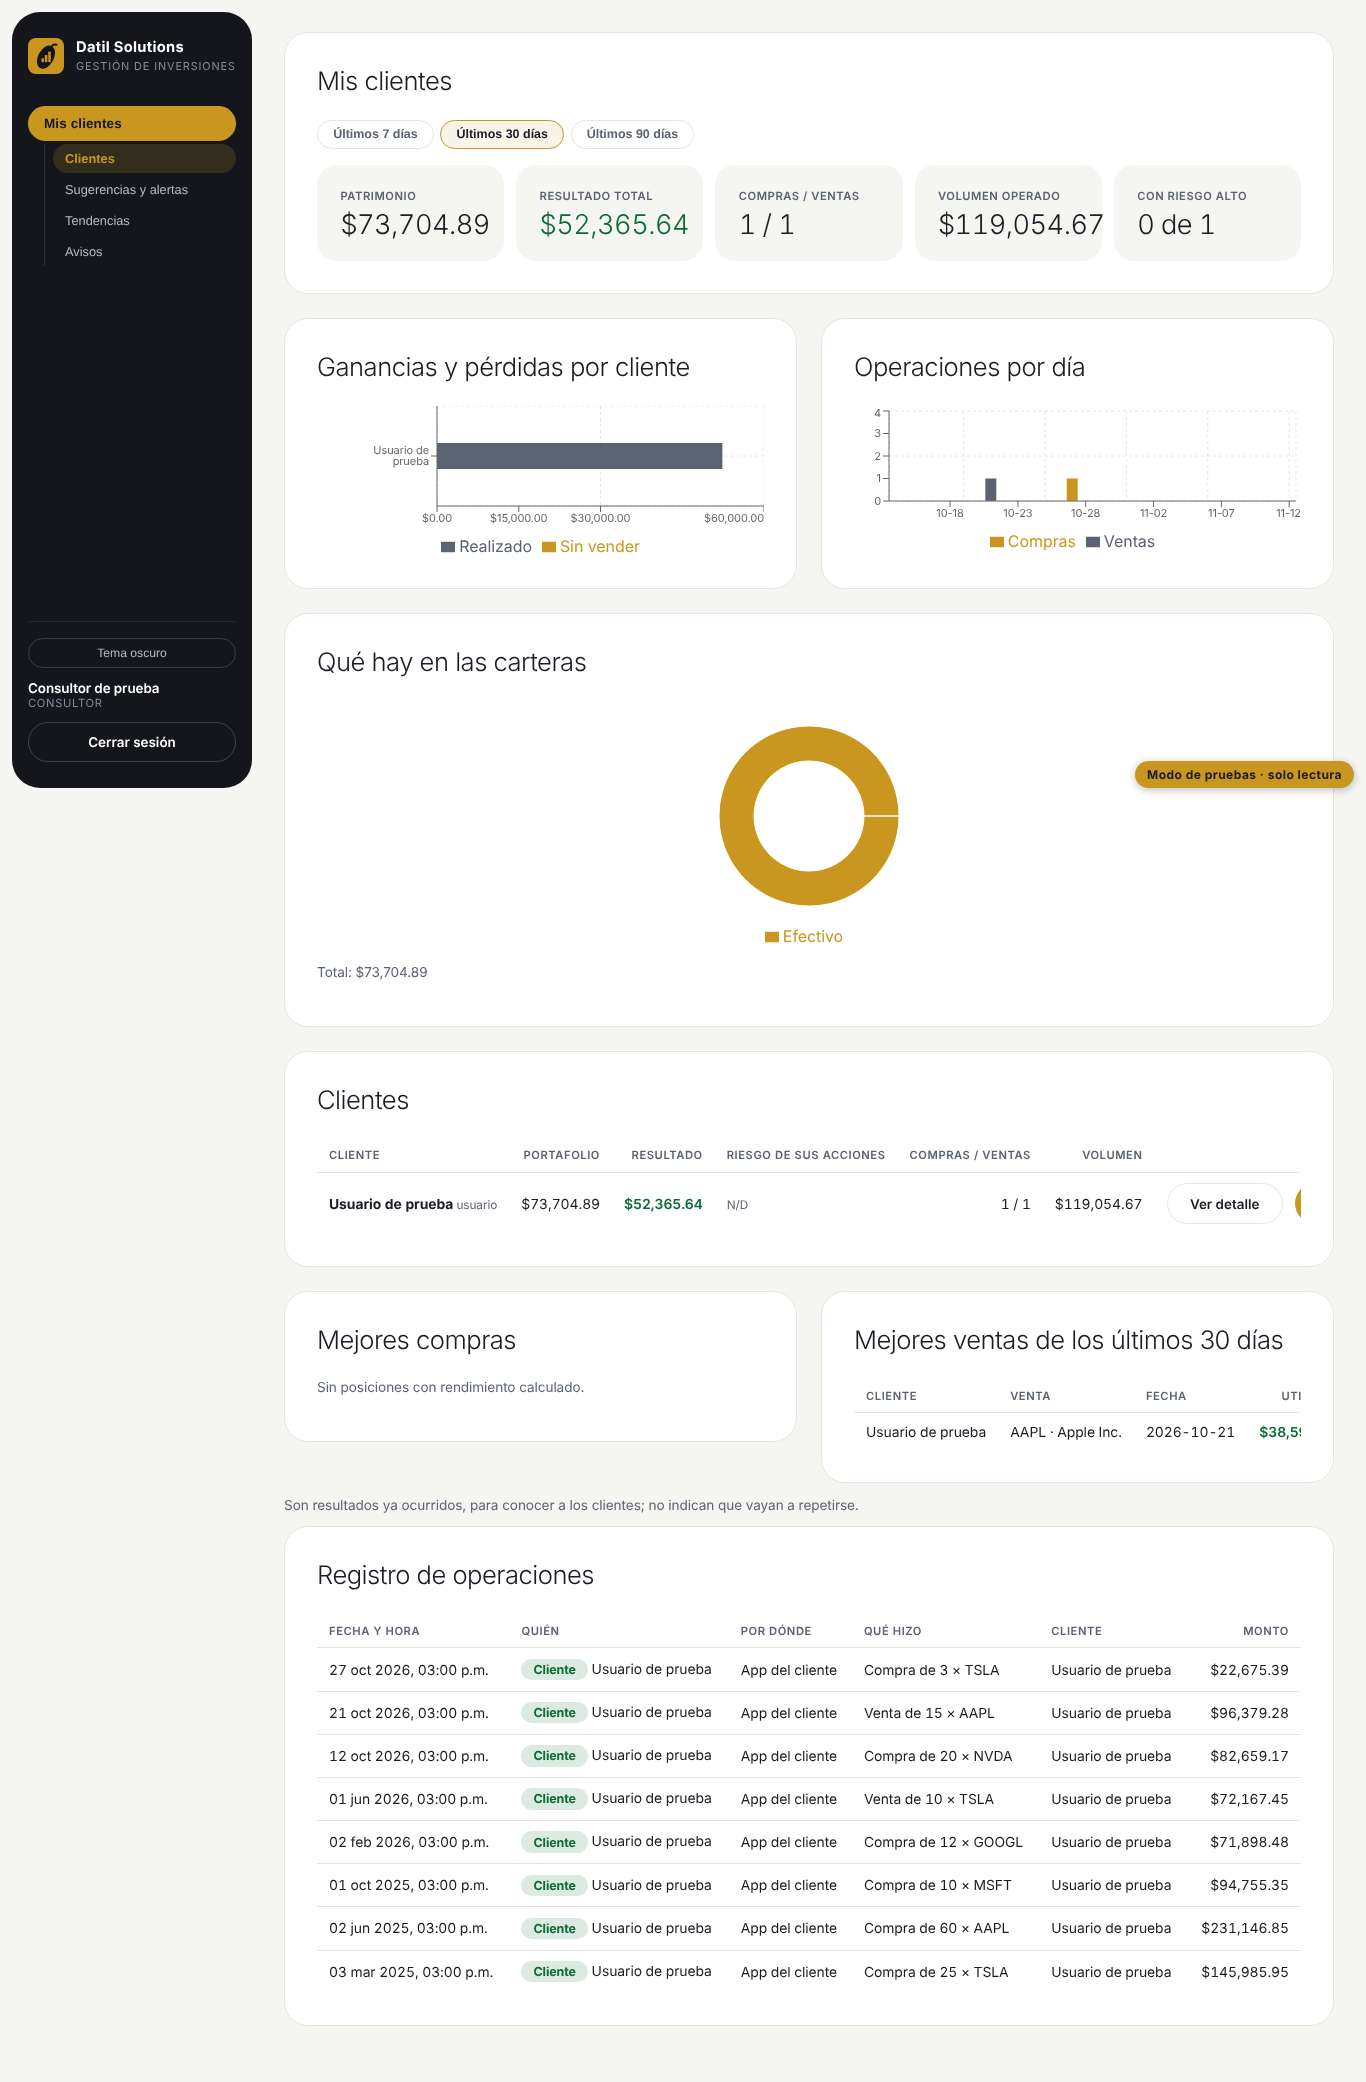 Datil Solutions
GESTIÓN DE INVERSIONES
Mis clientes
Clientes
Sugerencias y alertas
Tendencias
Avisos
Tema oscuro
Consultor de prueba
CONSULTOR
Cerrar sesión
Mis clientes
Últimos 7 días Últimos 30 días Últimos 90 días
PATRIMONIO RESULTADO TOTAL COMPRAS / VENTAS VOLUMEN OPERADO CON RIESGO ALTO
$73,704.89 $52,365.64 1 / 1 $119,054.67 0 de 1
Ganancias y pérdidas por cliente
Usuario de
prueba
$0.00 $15,000.00 $30,000.00 $60,000.00
Realizado Sin vender
Operaciones por día
4
3
2
1
0
10-18 10-23 10-28 11-02 11-07 11-12
Compras Ventas
Qué hay en las carteras
Efectivo
Total: $73,704.89
Modo de pruebas · solo lectura
Clientes
CLIENTE PORTAFOLIO RESULTADO RIESGO DE SUS ACCIONES COMPRAS / VENTAS VOLUMEN
Usuario de prueba usuario $73,704.89 $52,365.64 N/D 1 / 1 $119,054.67 Ver detalle
Mejores compras
Sin posiciones con rendimiento calculado.
Mejores ventas de los últimos 30 días
CLIENTE VENTA FECHA UTI
Usuario de prueba AAPL · Apple Inc. 2026-10-21 $38,59
Son resultados ya ocurridos, para conocer a los clientes; no indican que vayan a repetirse.
Registro de operaciones
FECHA Y HORA QUIÉN POR DÓNDE QUÉ HIZO CLIENTE MONTO
27 oct 2026, 03:00 p.m. Cliente Usuario de prueba App del cliente Compra de 3 × TSLA Usuario de prueba $22,675.39
21 oct 2026, 03:00 p.m. Cliente Usuario de prueba App del cliente Venta de 15 × AAPL Usuario de prueba $96,379.28
12 oct 2026, 03:00 p.m. Cliente Usuario de prueba App del cliente Compra de 20 × NVDA Usuario de prueba $82,659.17
01 jun 2026, 03:00 p.m. Cliente Usuario de prueba App del cliente Venta de 10 × TSLA Usuario de prueba $72,167.45
02 feb 2026, 03:00 p.m. Cliente Usuario de prueba App del cliente Compra de 12 × GOOGL Usuario de prueba $71,898.48
01 oct 2025, 03:00 p.m. Cliente Usuario de prueba App del cliente Compra de 10 × MSFT Usuario de prueba $94,755.35
02 jun 2025, 03:00 p.m. Cliente Usuario de prueba App del cliente Compra de 60 × AAPL Usuario de prueba $231,146.85
03 mar 2025, 03:00 p.m. Cliente Usuario de prueba App del cliente Compra de 25 × TSLA Usuario de prueba $145,985.95